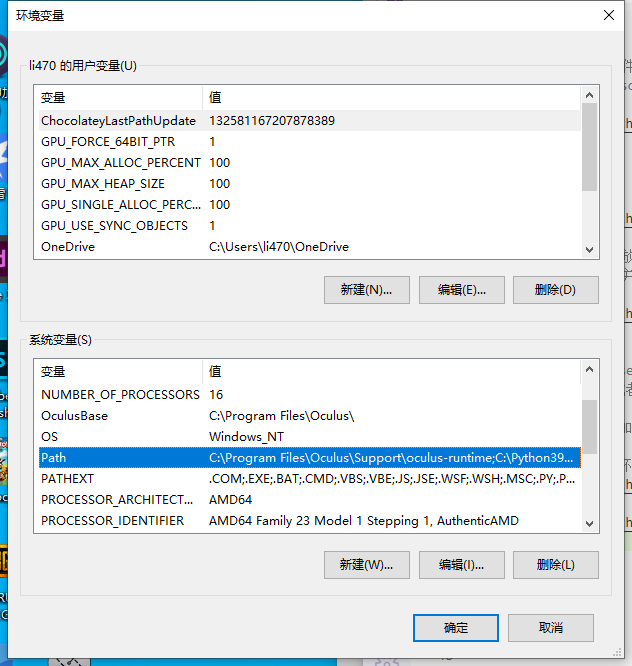 环境变量
li470 的用户变量(U)
变量 值
ChocolateyLastPathUpdate 132581167207878389
GPU_FORCE_64BIT_PTR 1
GPU_MAX_ALLOC_PERCENT 100
GPU_MAX_HEAP_SIZE 100
GPU_SINGLE_ALLOC_PERC... 100
GPU_USE_SYNC_OBJECTS 1
OneDrive C:\Users\li470\OneDrive
新建(N)... 编辑(E)... 删除(D)
系统变量(S)
变量 值
NUMBER_OF_PROCESSORS 16
OculusBase C:\Program Files\Oculus\
OS Windows_NT
Path C:\Program Files\Oculus\Support\oculus-runtime;C:\Python39...
PATHEXT .COM;.EXE;.BAT;.CMD;.VBS;.VBE;.JS;.JSE;.WSF;.WSH;.MSC;.PY;.P...
PROCESSOR_ARCHITECT... AMD64
PROCESSOR_IDENTIFIER AMD64 Family 23 Model 1 Stepping 1, AuthenticAMD
新建(W)... 编辑(I)... 删除(L)
确定 取消